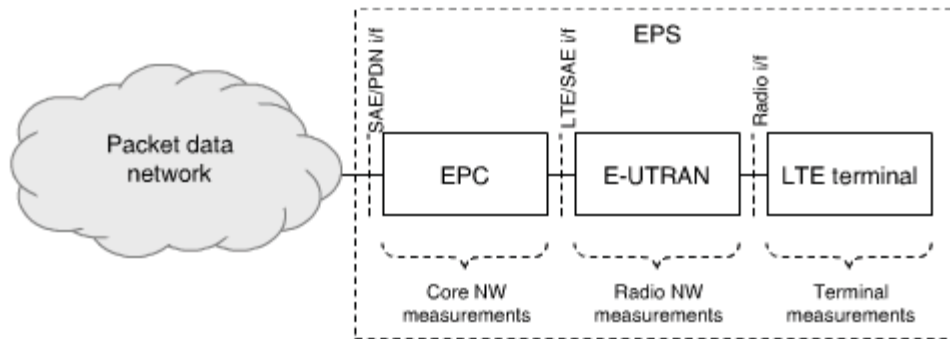 EPS
SAE/PDN i/f
LTE/SAE i/f
Radio i/f
Packet data
network
EPC
E-UTRAN
LTE terminal
Core NW
measurements
Radio NW
measurements
Terminal
measurements